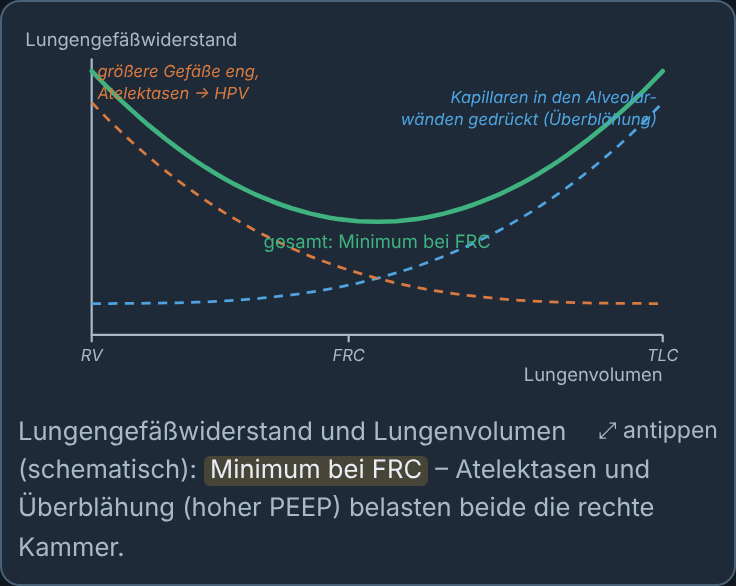 Lungengefäßwiderstand
größere Gefäße eng,
Atelektasen → HPV
Kapillaren in den Alveolar-
wänden gedrückt (Überblähung)
gesamt: Minimum bei FRC
RV
FRC
TLC
Lungenvolumen
Lungengefäßwiderstand und Lungenvolumen
⤢ antippen
(schematisch): Minimum bei FRC – Atelektasen und
Überblähung (hoher PEEP) belasten beide die rechte
Kammer.